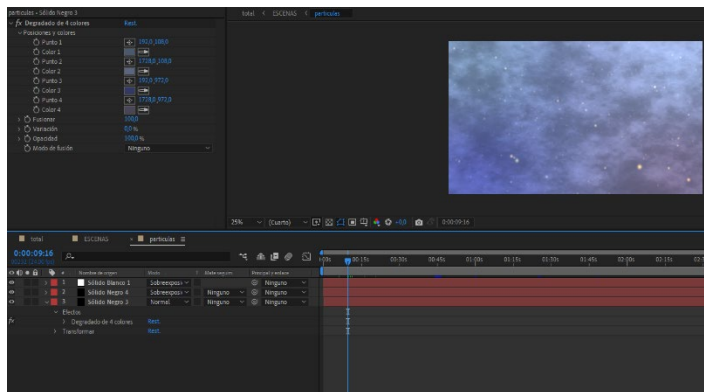 particulas - Sólido Negro 3
total < ESCENAS < particulas
fx Degradado de 4 colores Rest.
Posiciones y colores
Punto 1 192,0, 108,0
Color 1
Punto 2 1728,0, 108,0
Color 2
Punto 3 192,0, 972,0
Color 3
Punto 4 1728,0, 972,0
Color 4
Fusionar 100,0
Variación 0,0 %
Opacidad 100,0 %
Modo de fusión Ninguno
25% (Cuarto) +0,0 0:00:09:16
total ESCENAS particulas
0:00:09:16
# Nombre de origen Modo Mate seguim. Principal y enlace
00:15s 00:30s 00:45s 01:00s 01:15s 01:30s 01:45s 02:00s 02:15s
1 Sólido Blanco 1 Sobreexposi Ninguno
2 Sólido Negro 4 Sobreexposi Ninguno Ninguno
3 Sólido Negro 3 Normal Ninguno Ninguno
Efectos
fx Degradado de 4 colores Rest.
Transformar Rest.